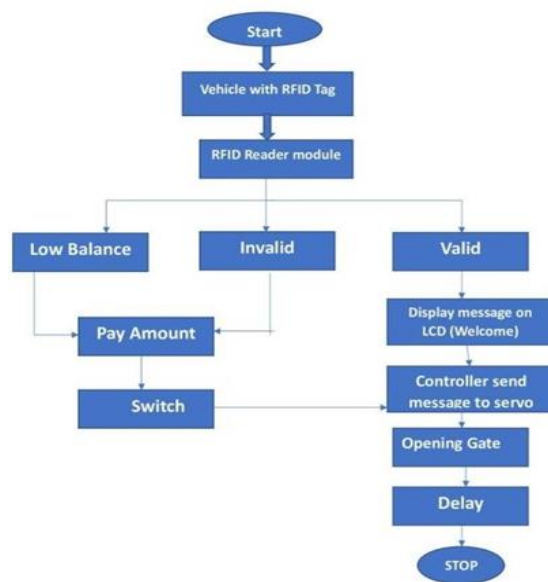 Start
Vehicle with RFID Tag
RFID Reader module
Low Balance
Invalid
Valid
Pay Amount
Display message on
LCD (Welcome)
Switch
Controller send
message to servo
Opening Gate
Delay
STOP